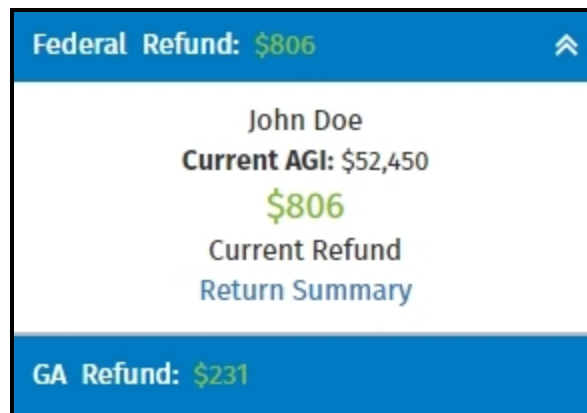 Federal Refund: $806
John Doe
Current AGI: $52,450
$806
Current Refund
Return Summary
GA Refund: $231